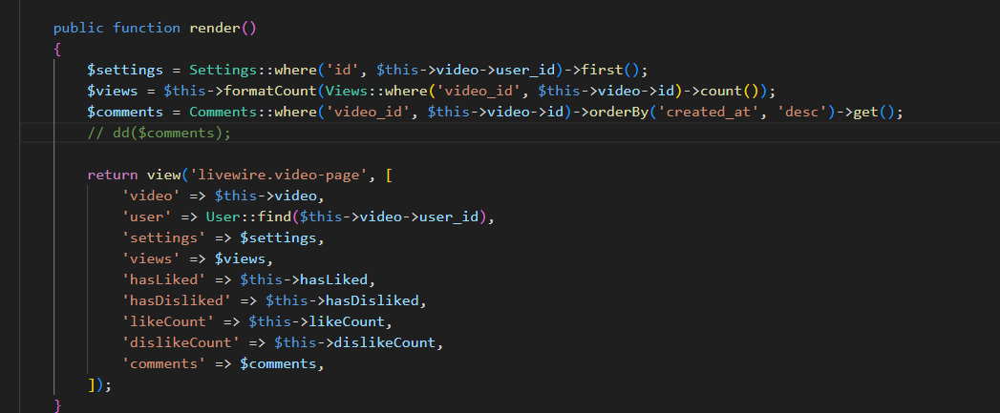 public function render()
{
$settings = Settings::where('id', $this->video->user_id)->first();
$views = $this->formatCount(Views::where('video_id', $this->video->id)->count());
$comments = Comments::where('video_id', $this->video->id)->orderBy('created_at', 'desc')->get();
// dd($comments);
return view('livewire.video-page', [
'video' => $this->video,
'user' => User::find($this->video->user_id),
'settings' => $settings,
'views' => $views,
'hasLiked' => $this->hasLiked,
'hasDisliked' => $this->hasDisliked,
'likeCount' => $this->likeCount,
'dislikeCount' => $this->dislikeCount,
'comments' => $comments,
]);
}